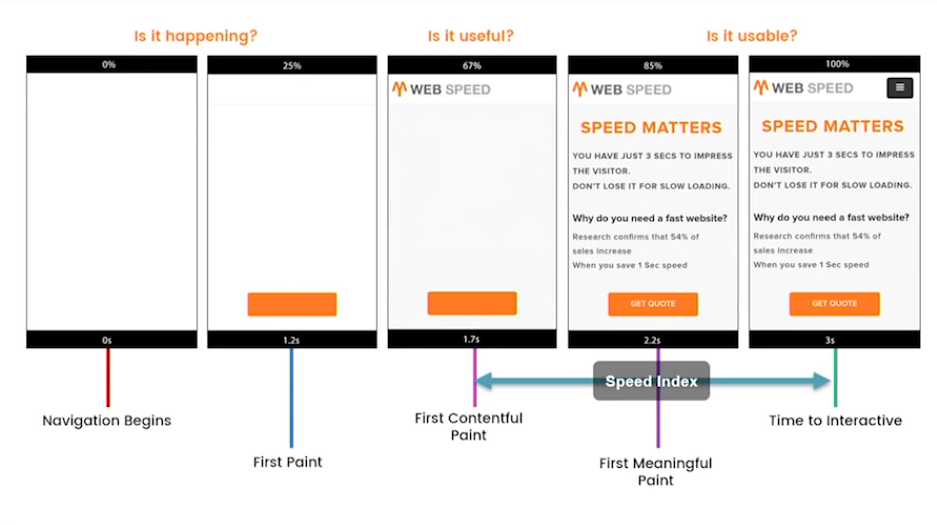 Is it happening?
Is it useful?
Is it usable?
0%
25%
67%
85%
100%
WEB SPEED
WEB SPEED
SPEED MATTERS
YOU HAVE JUST 3 SECS TO IMPRESS
THE VISITOR.
DON'T LOSE IT FOR SLOW LOADING.
Why do you need a fast website?
Research confirms that 54% of
sales increase
When you save 1 Sec speed
GET QUOTE
WEB SPEED
SPEED MATTERS
YOU HAVE JUST 3 SECS TO IMPRESS
THE VISITOR.
DON'T LOSE IT FOR SLOW LOADING.
Why do you need a fast website?
Research confirms that 54% of
sales increase
When you save 1 Sec speed
GET QUOTE
0s
1.2s
1.7s
2.2s
3s
Speed Index
Navigation Begins
First Paint
First Contentful
Paint
First Meaningful
Paint
Time to Interactive